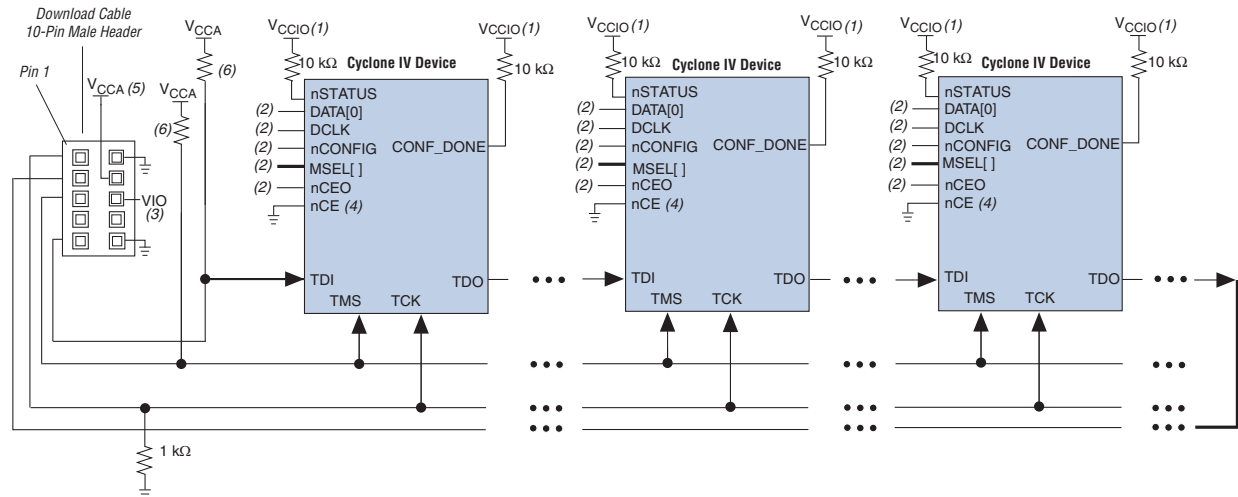 Download Cable
10-Pin Male Header
Pin 1
VCCA (5)
VCCA
(6)
VCCA
(6)
VIO
(3)
VCCIO (1)
10 kΩ
Cyclone IV Device
VCCIO (1)
10 kΩ
nSTATUS
(2) DATA[0]
(2) DCLK
(2) nCONFIG CONF_DONE
(2) MSEL[ ]
(2) nCEO
nCE (4)
TDI
TDO
TMS TCK
VCCIO (1)
10 kΩ
Cyclone IV Device
VCCIO (1)
10 kΩ
nSTATUS
(2) DATA[0]
(2) DCLK
(2) nCONFIG CONF_DONE
(2) MSEL[ ]
(2) nCEO
nCE (4)
TDI
TDO
TMS TCK
VCCIO (1)
10 kΩ
Cyclone IV Device
VCCIO (1)
10 kΩ
nSTATUS
(2) DATA[0]
(2) DCLK
(2) nCONFIG CONF_DONE
(2) MSEL[ ]
(2) nCEO
nCE (4)
TDI
TDO
TMS TCK
1 kΩ